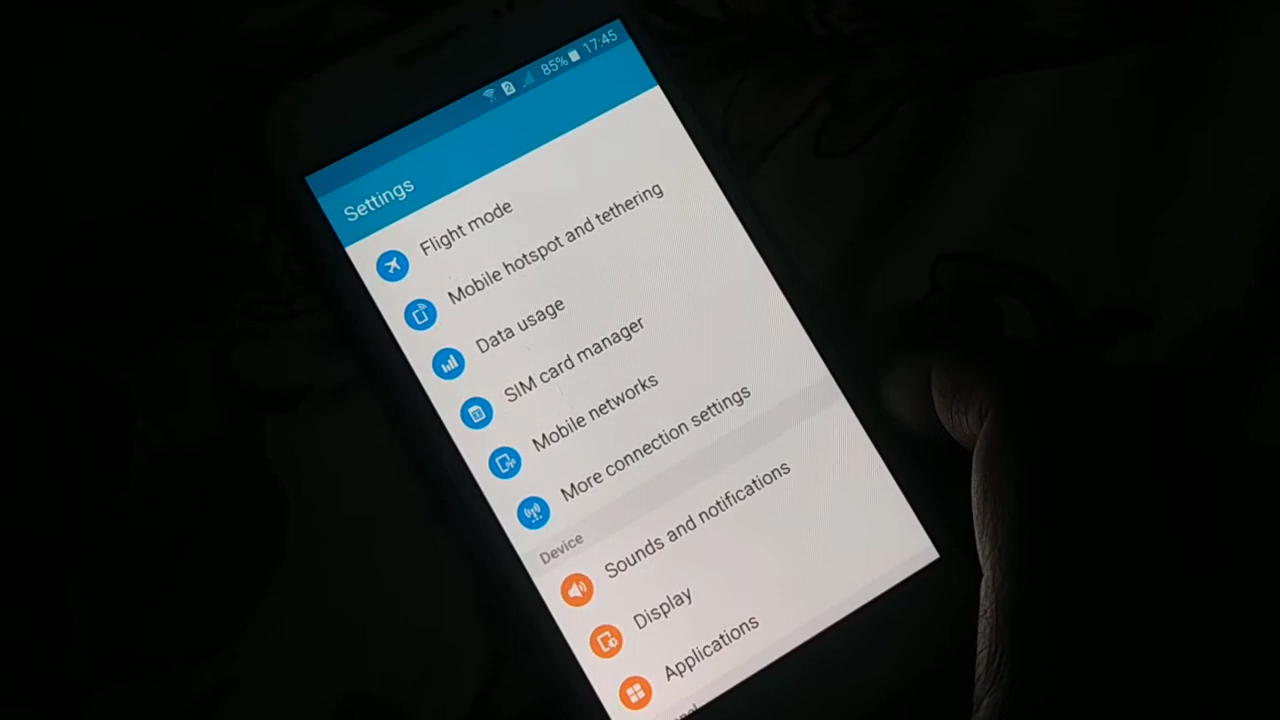 85% 17:45
Settings
Flight mode
Mobile hotspot and tethering
Data usage
SIM card manager
Mobile networks
More connection settings
Device
Sounds and notifications
Display
Applications